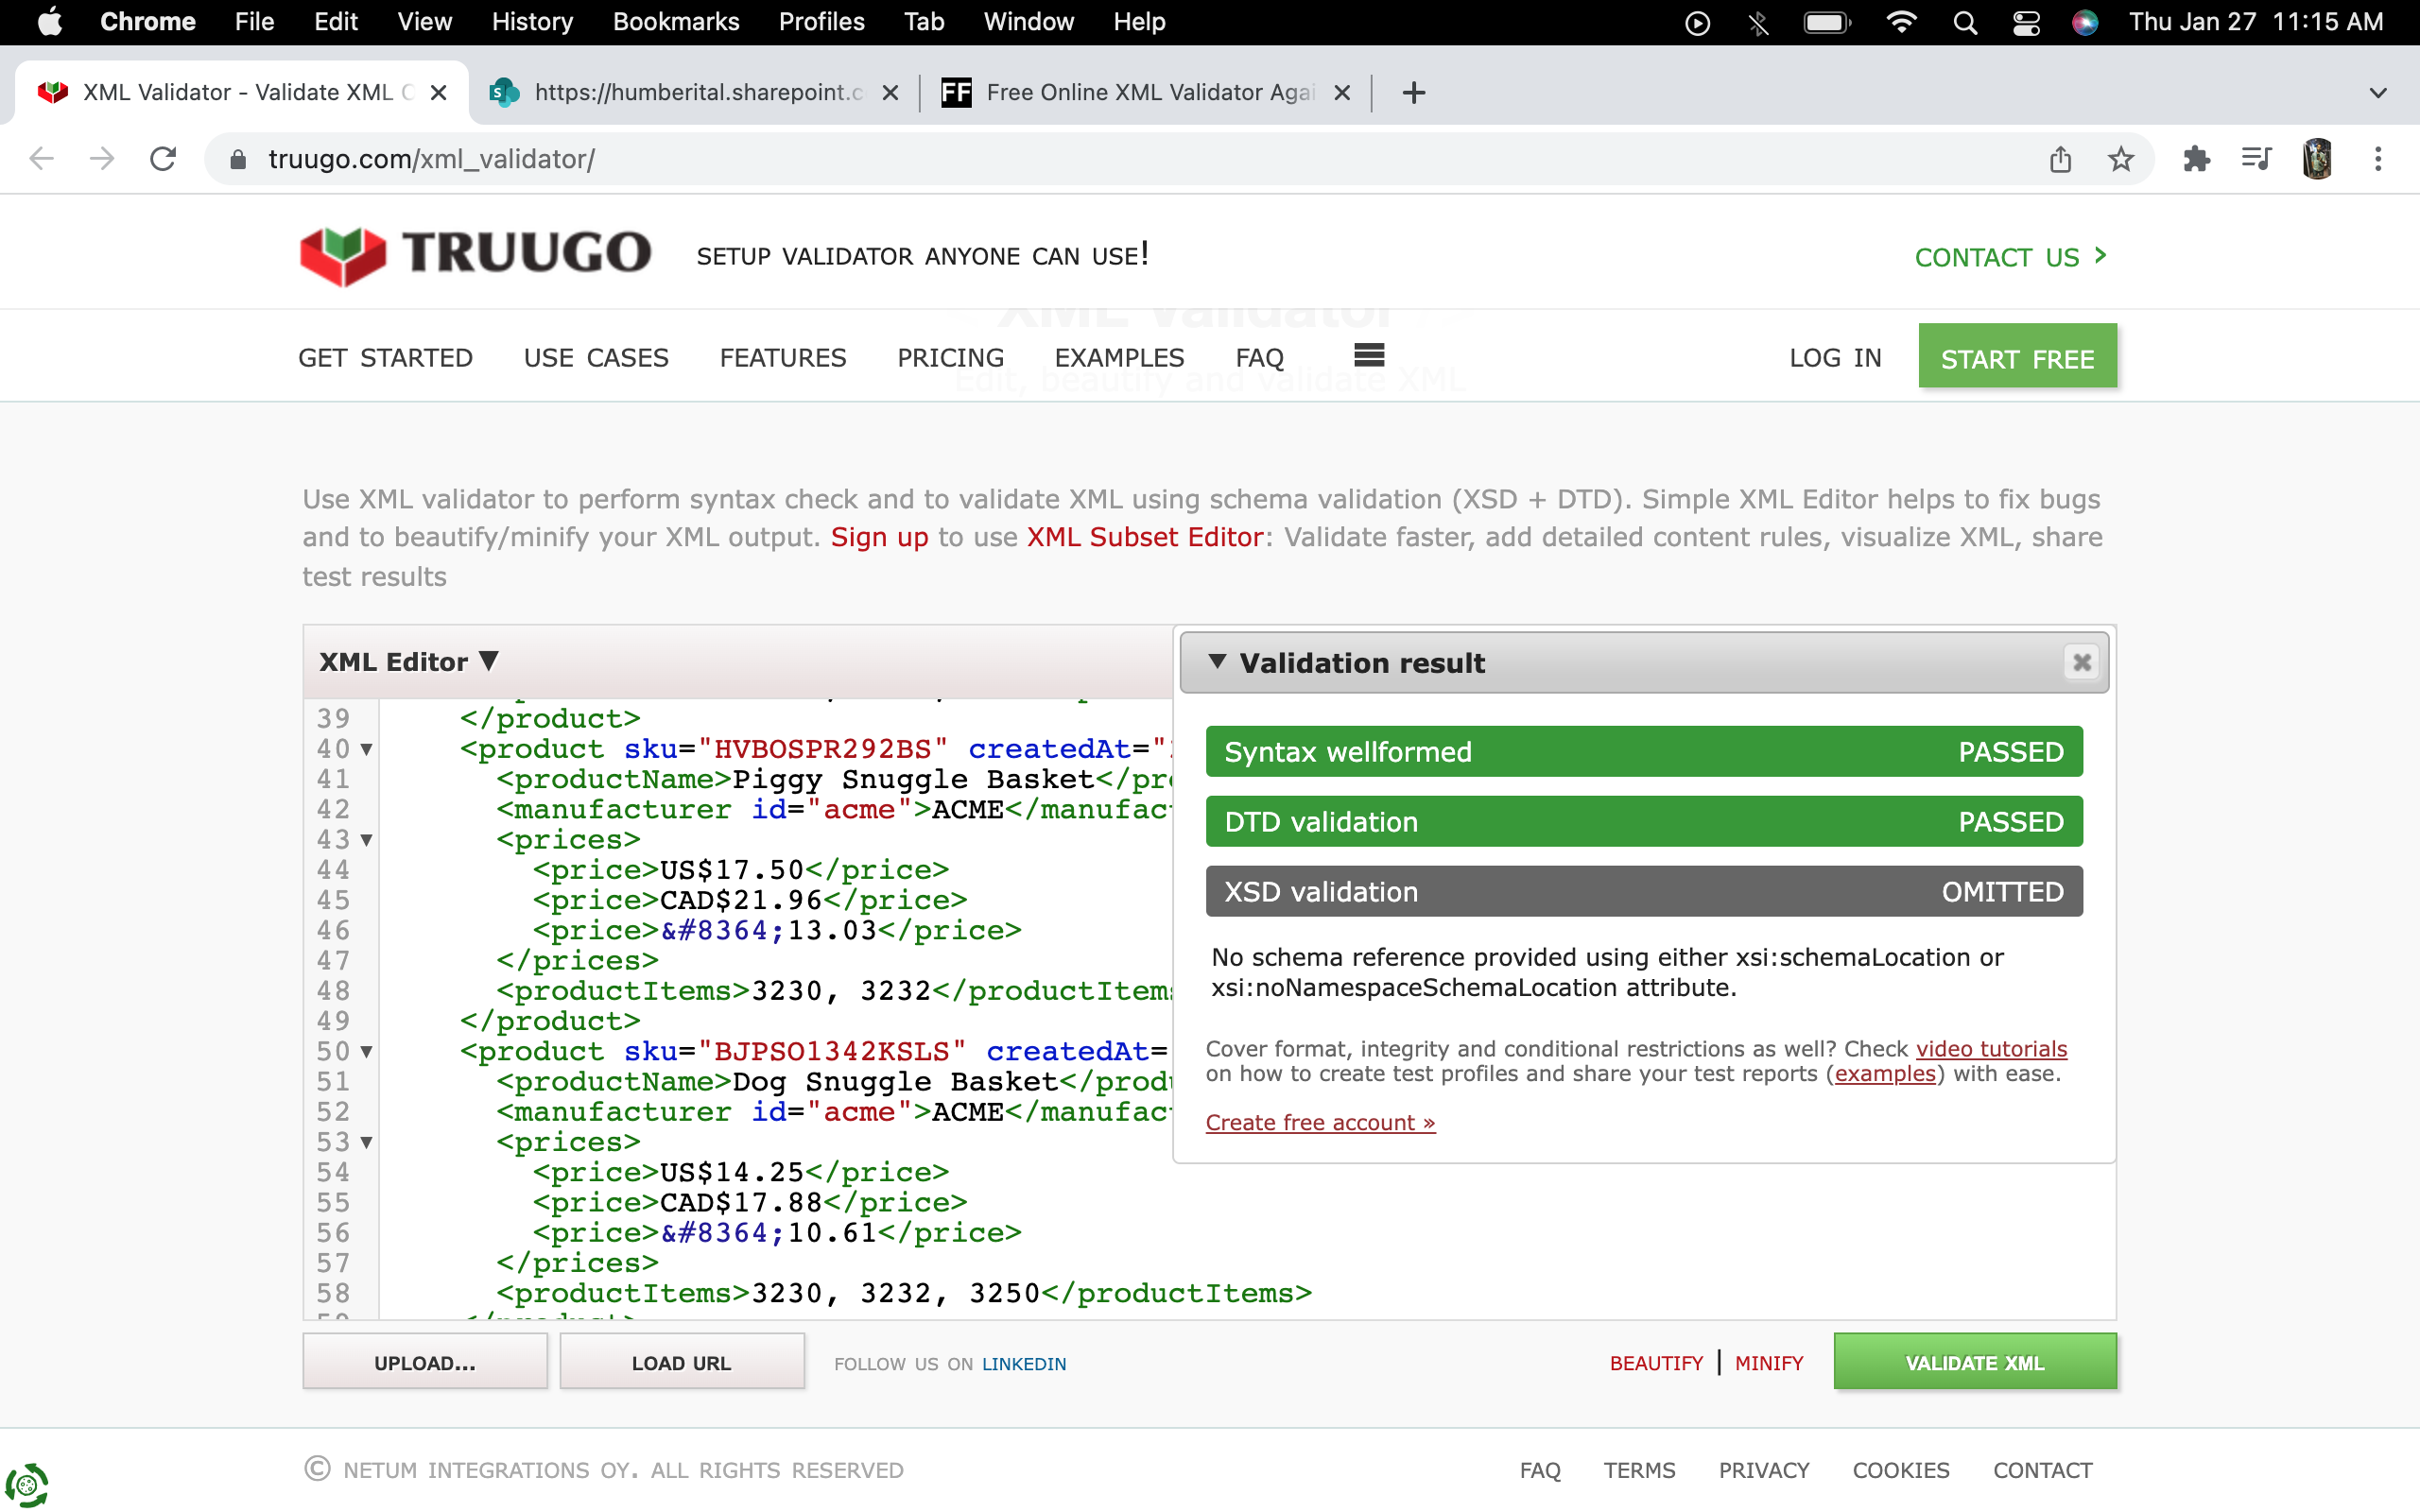 Chrome File Edit View History Bookmarks Profiles Tab Window Help Thu Jan 27 11:15 AM
XML Validator - Validate XML https://humberital.sharepoint.c Free Online XML Validator Agai
truugo.com/xml_validator/
TRUUGO SETUP VALIDATOR ANYONE CAN USE! CONTACT US >
XML Validator
GET STARTED USE CASES FEATURES PRICING EXAMPLES FAQ LOG IN START FREE
Edit, beautify and validate XML
Use XML validator to perform syntax check and to validate XML using schema validation (XSD + DTD). Simple XML Editor helps to fix bugs
and to beautify/minify your XML output. Sign up to use XML Subset Editor: Validate faster, add detailed content rules, visualize XML, share
test results
XML Editor ▼
39 </product>
40 ▼ <product sku="HVBOSPR292BS" createdAt="
41 <productName>Piggy Snuggle Basket</pro
42 <manufacturer id="acme">ACME</manufac
43 ▼ <prices>
44 <price>US$17.50</price>
45 <price>CAD$21.96</price>
46 <price>&#8364;13.03</price>
47 </prices>
48 <productItems>3230, 3232</productItem
49 </product>
50 ▼ <product sku="BJPSO1342KSLS" createdAt=
51 <productName>Dog Snuggle Basket</prod
52 <manufacturer id="acme">ACME</manufac
53 ▼ <prices>
54 <price>US$14.25</price>
55 <price>CAD$17.88</price>
56 <price>&#8364;10.61</price>
57 </prices>
58 <productItems>3230, 3232, 3250</productItems>
▼ Validation result
Syntax wellformed PASSED
DTD validation PASSED
XSD validation OMITTED
No schema reference provided using either xsi:schemaLocation or
xsi:noNamespaceSchemaLocation attribute.
Cover format, integrity and conditional restrictions as well? Check video tutorials
on how to create test profiles and share your test reports (examples) with ease.
Create free account »
UPLOAD... LOAD URL FOLLOW US ON LINKEDIN BEAUTIFY | MINIFY VALIDATE XML
© NETUM INTEGRATIONS OY. ALL RIGHTS RESERVED FAQ TERMS PRIVACY COOKIES CONTACT